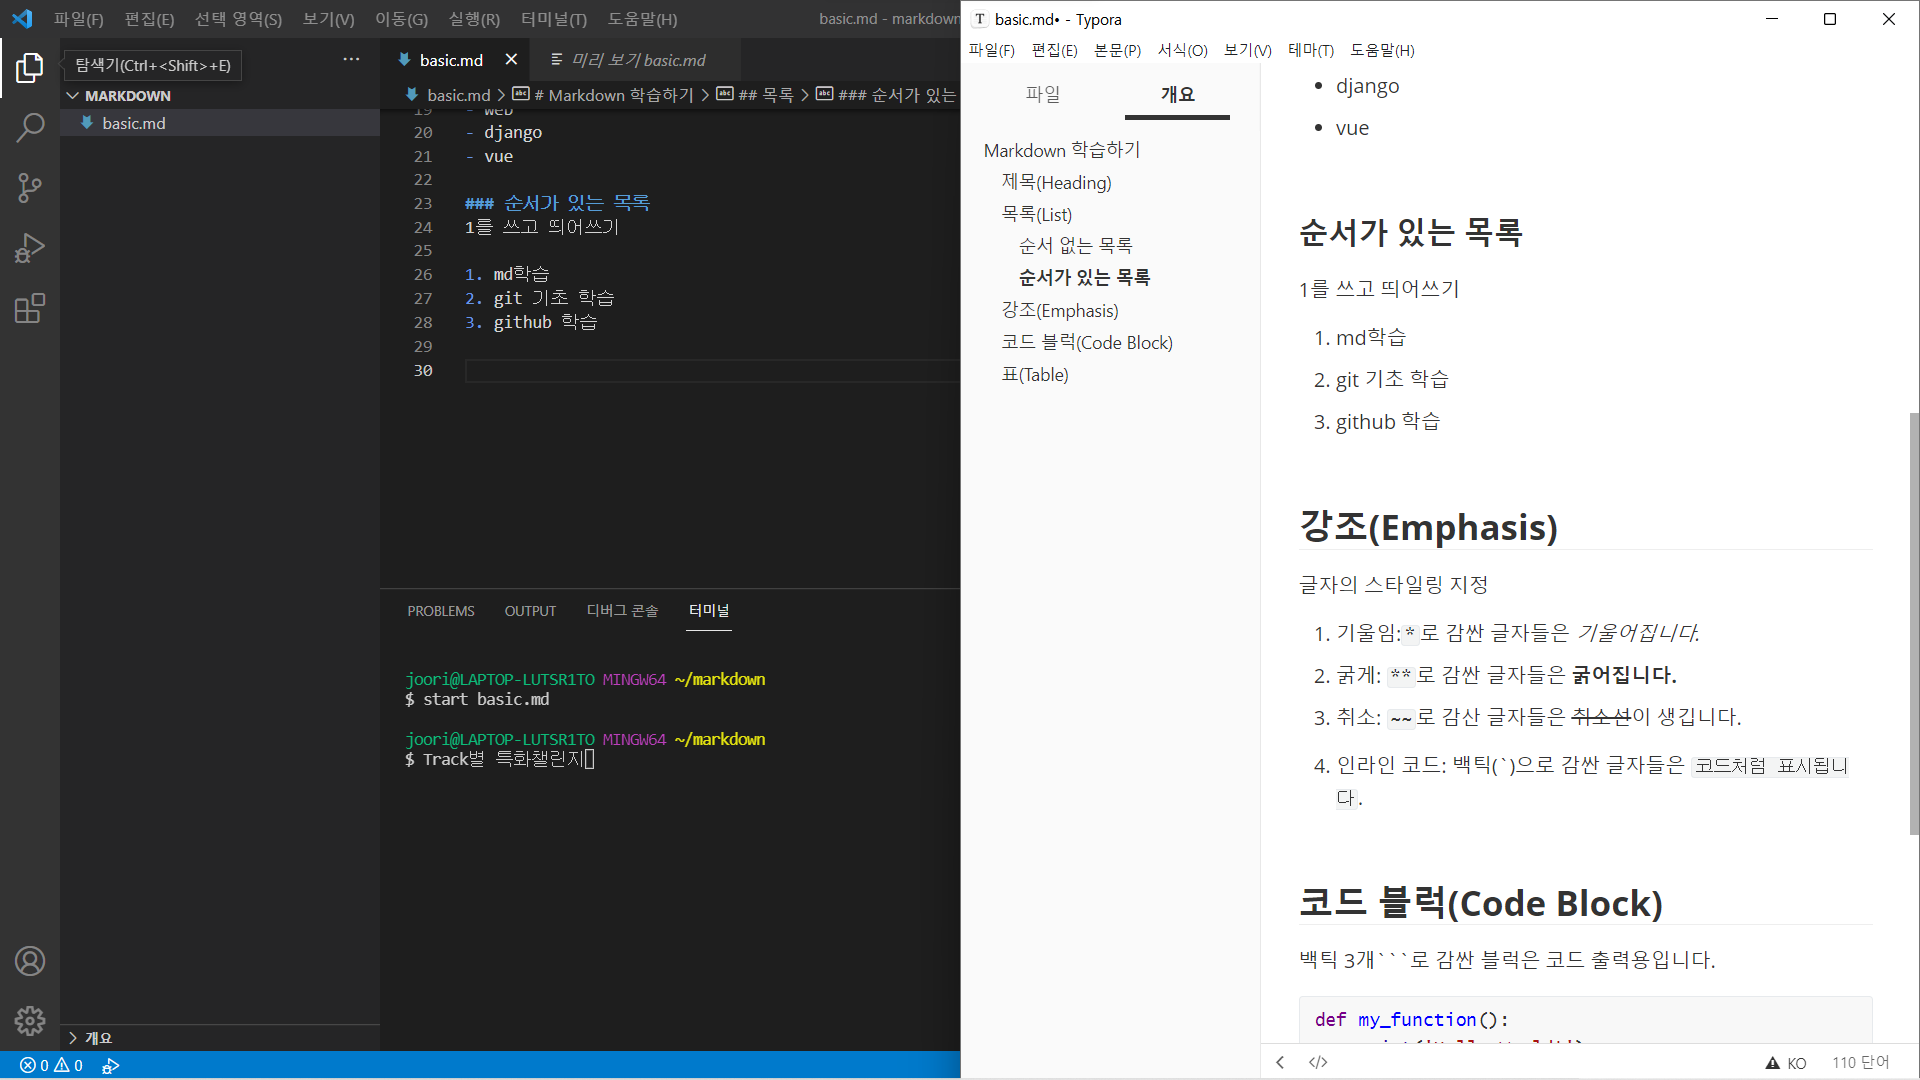 파일(F) 편집(E) 선택 영역(S) 보기(V) 이동(G) 실행(R) 터미널(T) 도움말(H) basic.md - markdown
탐색기(Ctrl+<Shift>+E)
MARKDOWN
basic.md
개요
basic.md 미리 보기 basic.md
basic.md > # Markdown 학습하기 > ## 목록 > ### 순서가 있는
19 - web
20 - django
21 - vue
22
23 ### 순서가 있는 목록
24 1를 쓰고 띄어쓰기
25
26 1. md학습
27 2. git 기초 학습
28 3. github 학습
29
30
PROBLEMS OUTPUT 디버그 콘솔 터미널
joori@LAPTOP-LUTSR1TO MINGW64 ~/markdown
$ start basic.md
joori@LAPTOP-LUTSR1TO MINGW64 ~/markdown
$ Track별 특화챌린지
0 0
T basic.md• - Typora
파일(F) 편집(E) 본문(P) 서식(O) 보기(V) 테마(T) 도움말(H)
파일 개요
Markdown 학습하기
제목(Heading)
목록(List)
순서 없는 목록
순서가 있는 목록
강조(Emphasis)
코드 블럭(Code Block)
표(Table)
• django
• vue
순서가 있는 목록
1를 쓰고 띄어쓰기
1. md학습
2. git 기초 학습
3. github 학습
강조(Emphasis)
글자의 스타일링 지정
1. 기울임:*로 감싼 글자들은 기울어집니다.
2. 굵게: **로 감싼 글자들은 굵어집니다.
3. 취소: ~~로 감산 글자들은 취소선이 생깁니다.
4. 인라인 코드: 백틱(`)으로 감싼 글자들은 코드처럼 표시됩니
다.
코드 블럭(Code Block)
백틱 3개```로 감싼 블럭은 코드 출력용입니다.
def my_function():
</> KO 110 단어